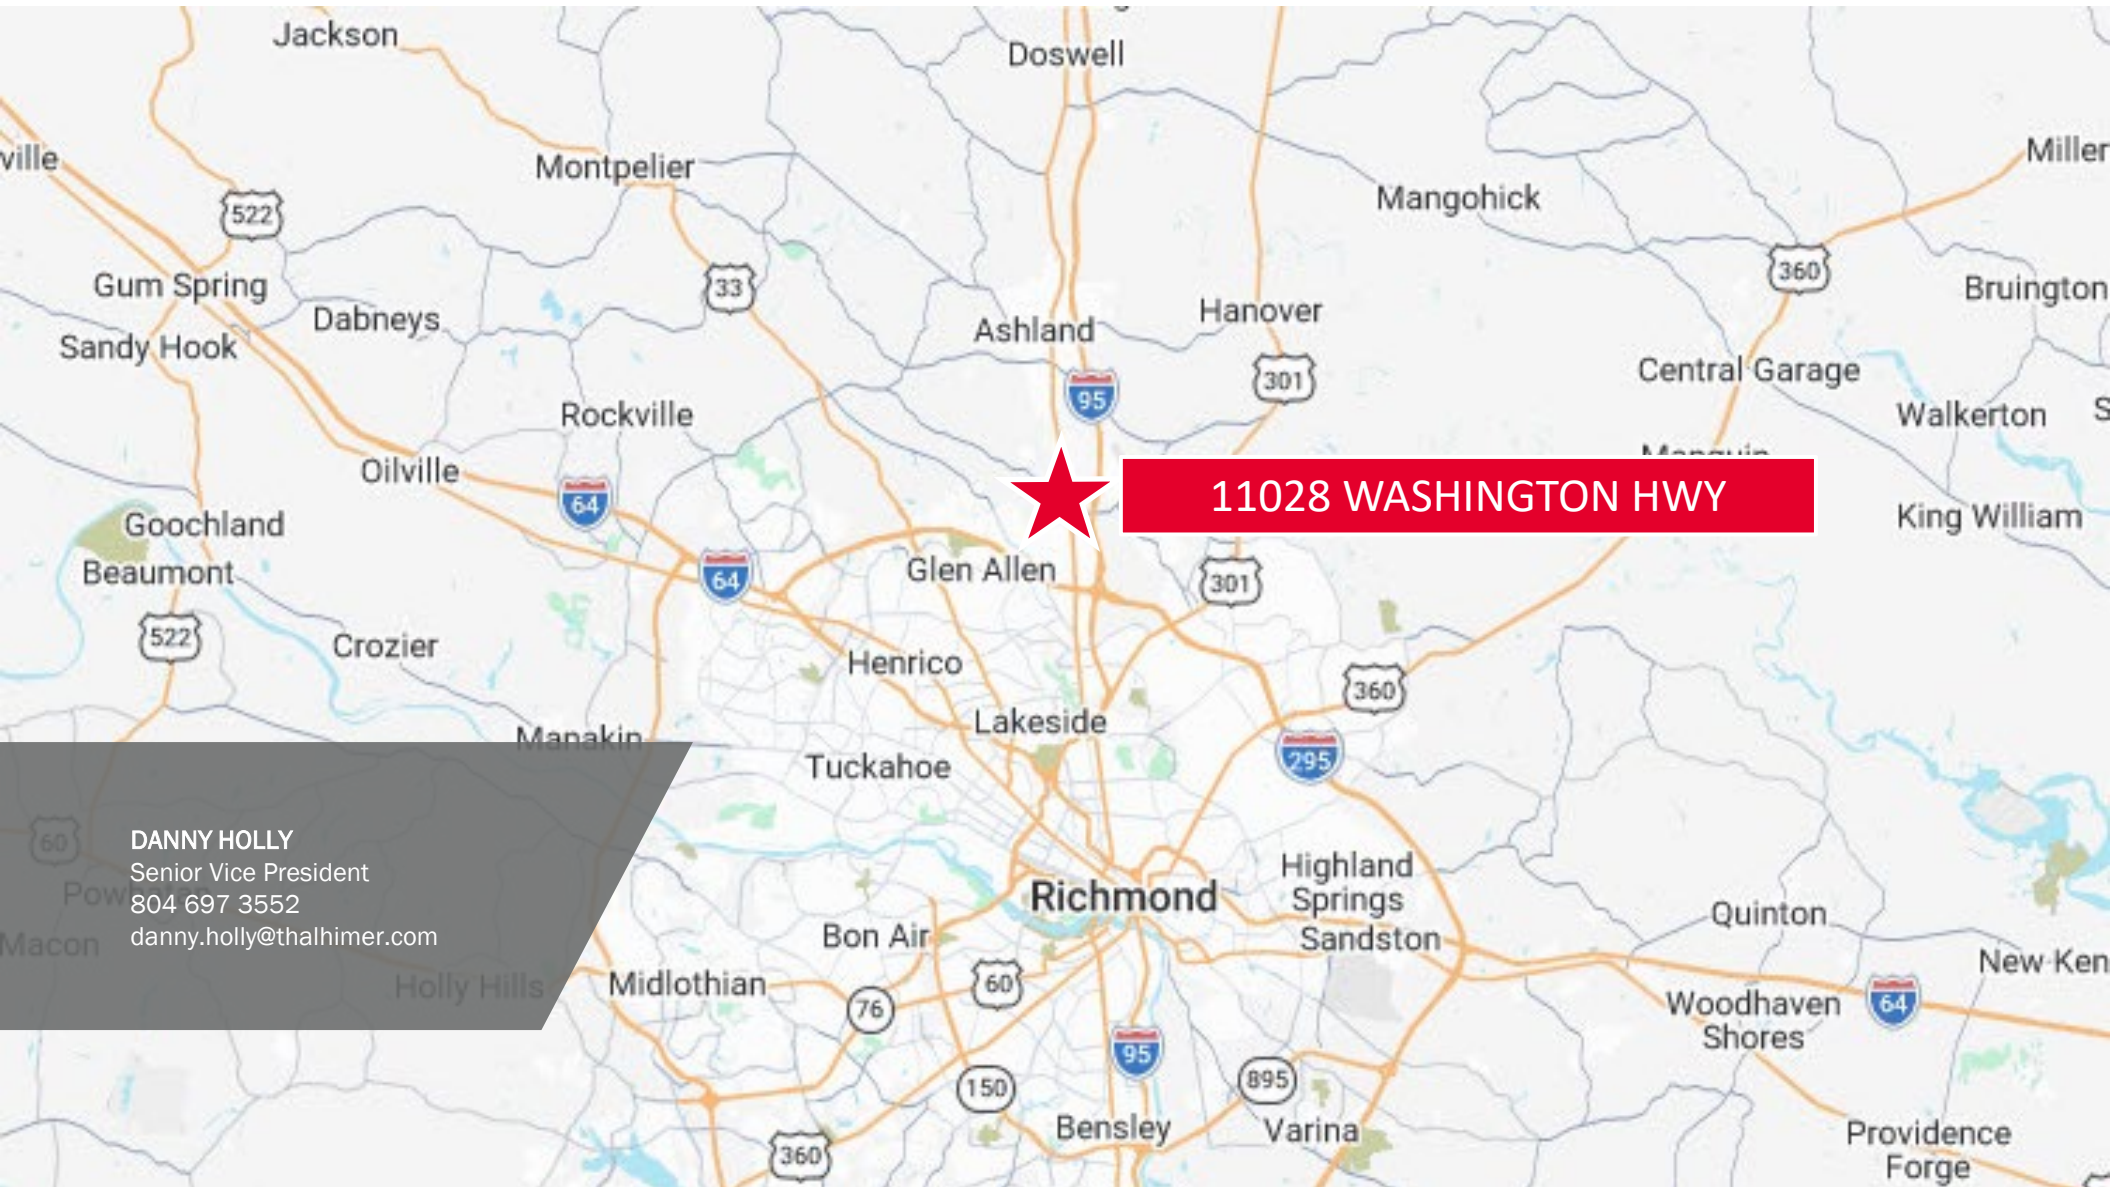 Jackson
Doswell
ville
Montpelier
Miller
Mangohick
522
360
Gum Spring
33
Bruington
Hanover
Dabneys
Ashland
Sandy Hook
Central Garage
301
95
Rockville
Walkerton
S
Manquin
Oilville
64
11028 WASHINGTON HWY
King William
Goochland
Beaumont
64
Glen Allen
301
522
Crozier
Henrico
360
Lakeside
Manakin
295
Tuckahoe
60
DANNY HOLLY
Senior Vice President
804 697 3552
danny.holly@thalhimer.com
Powhatan
Macon
Holly Hills
Highland
Springs
Richmond
Quinton
Bon Air
Sandston
New Ken
Midlothian
60
76
Woodhaven
Shores
64
95
150
895
Bensley
Varina
360
Providence
Forge